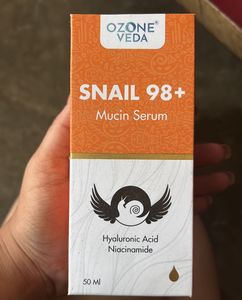 OZONE®
VEDA
SNAIL 98+
Mucin Serum
Hyaluronic Acid
Niacinamide
50 Ml